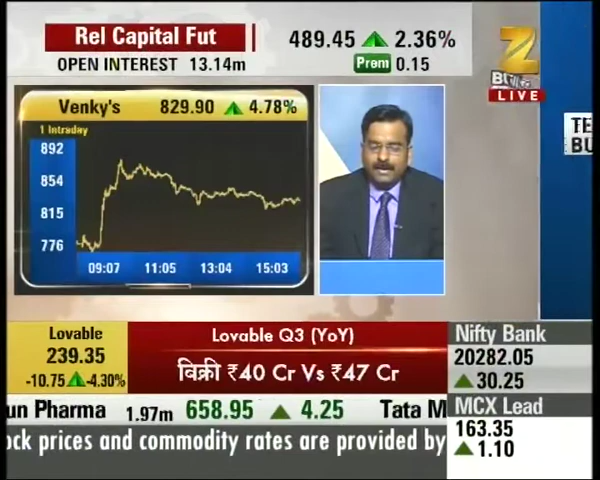 Rel Capital Fut
OPEN INTEREST 13.14m
489.45 2.36%
Prem 0.15
Z
LIVE
Venky's 829.90 4.78%
1 Intraday
892
854
815
776
09:07 11:05 13:04 15:03
TE
BU
Lovable
239.35
-10.75 -4.30%
Lovable Q3 (YoY)
विक्री ₹40 Cr Vs ₹47 Cr
Nifty Bank
20282.05
30.25
un Pharma 1.97m 658.95 4.25 Tata M
MCX Lead
163.35
1.10
ock prices and commodity rates are provided by